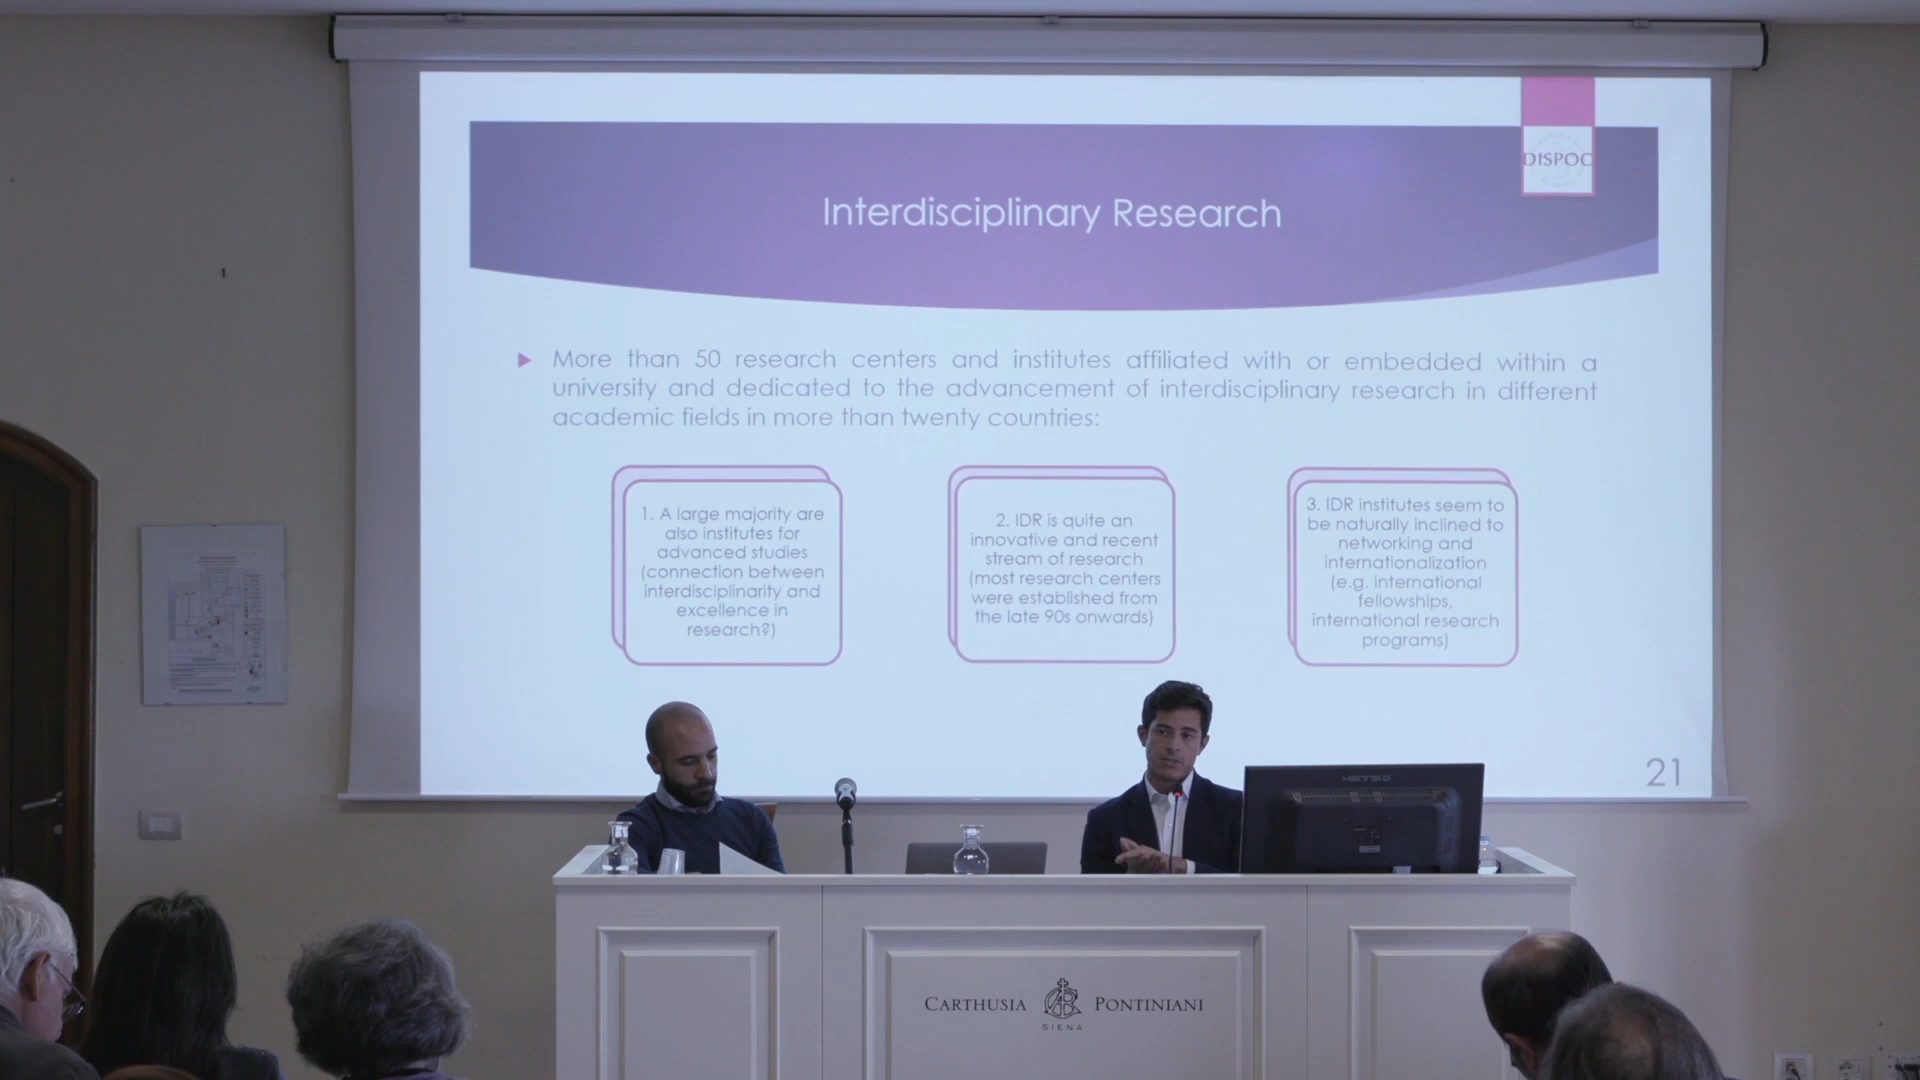 DISPOC
Interdisciplinary Research
More than 50 research centers and institutes affiliated with or embedded within a
university and dedicated to the advancement of interdisciplinary research in different
academic fields in more than twenty countries:
1. A large majority are
also institutes for
advanced studies
(connection between
interdisciplinarity and
excellence in
research?)
2. IDR is quite an
innovative and recent
stream of research
(most research centers
were established from
the late 90s onwards)
3. IDR institutes seem to
be naturally inclined to
networking and
internationalization
(e.g. international
fellowships,
international research
programs)
21
CARTHUSIA PONTINIANI
SIENA